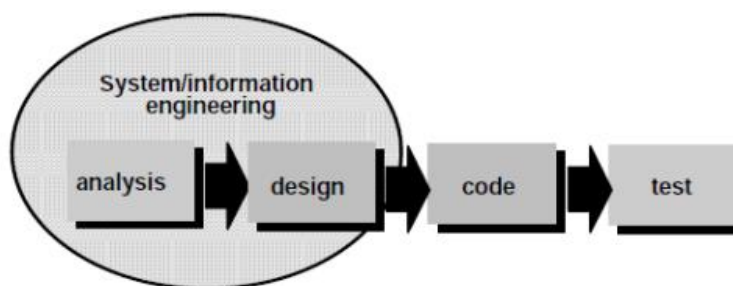 System/information
engineering
analysis
design
code
test